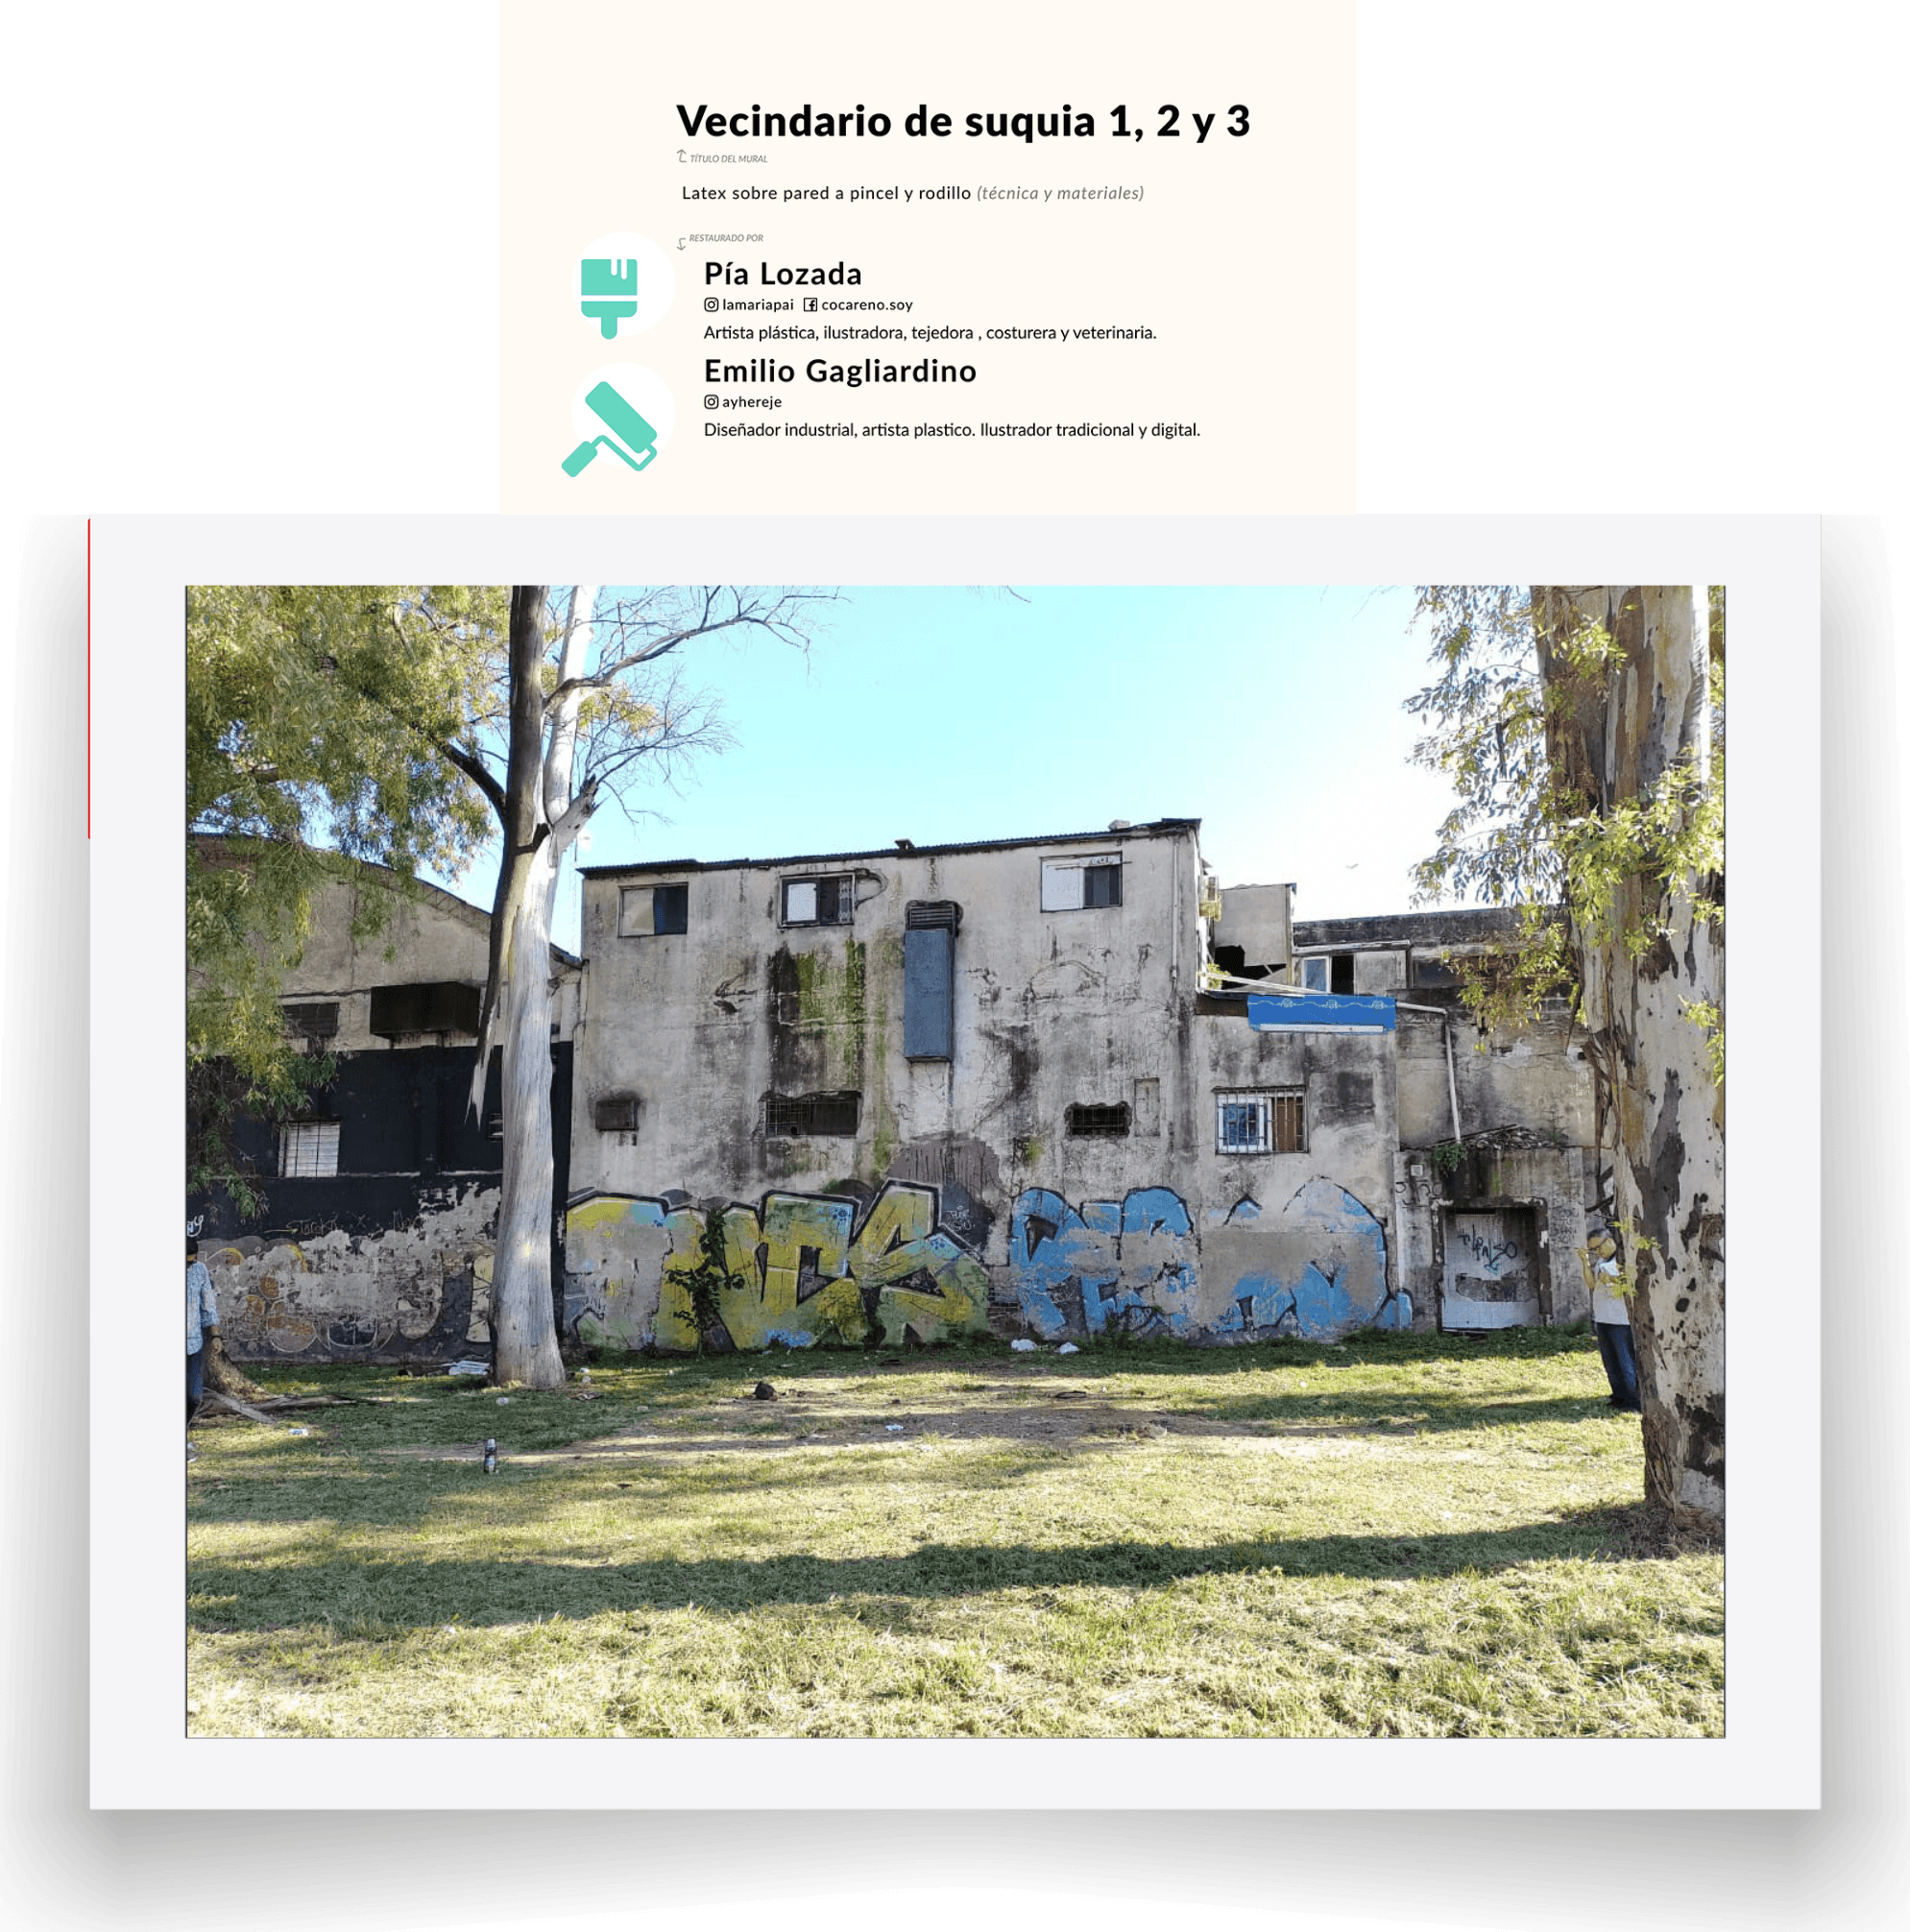 Vecindario de suquia 1, 2 y 3
TÍTULO DEL MURAL
Latex sobre pared a pincel y rodillo (técnica y materiales)
RESTAURADO POR
Pía Lozada
lamariapai cocareno.soy
Artista plástica, ilustradora, tejedora , costurera y veterinaria.
Emilio Gagliardino
ayhereje
Diseñador industrial, artista plastico. Ilustrador tradicional y digital.